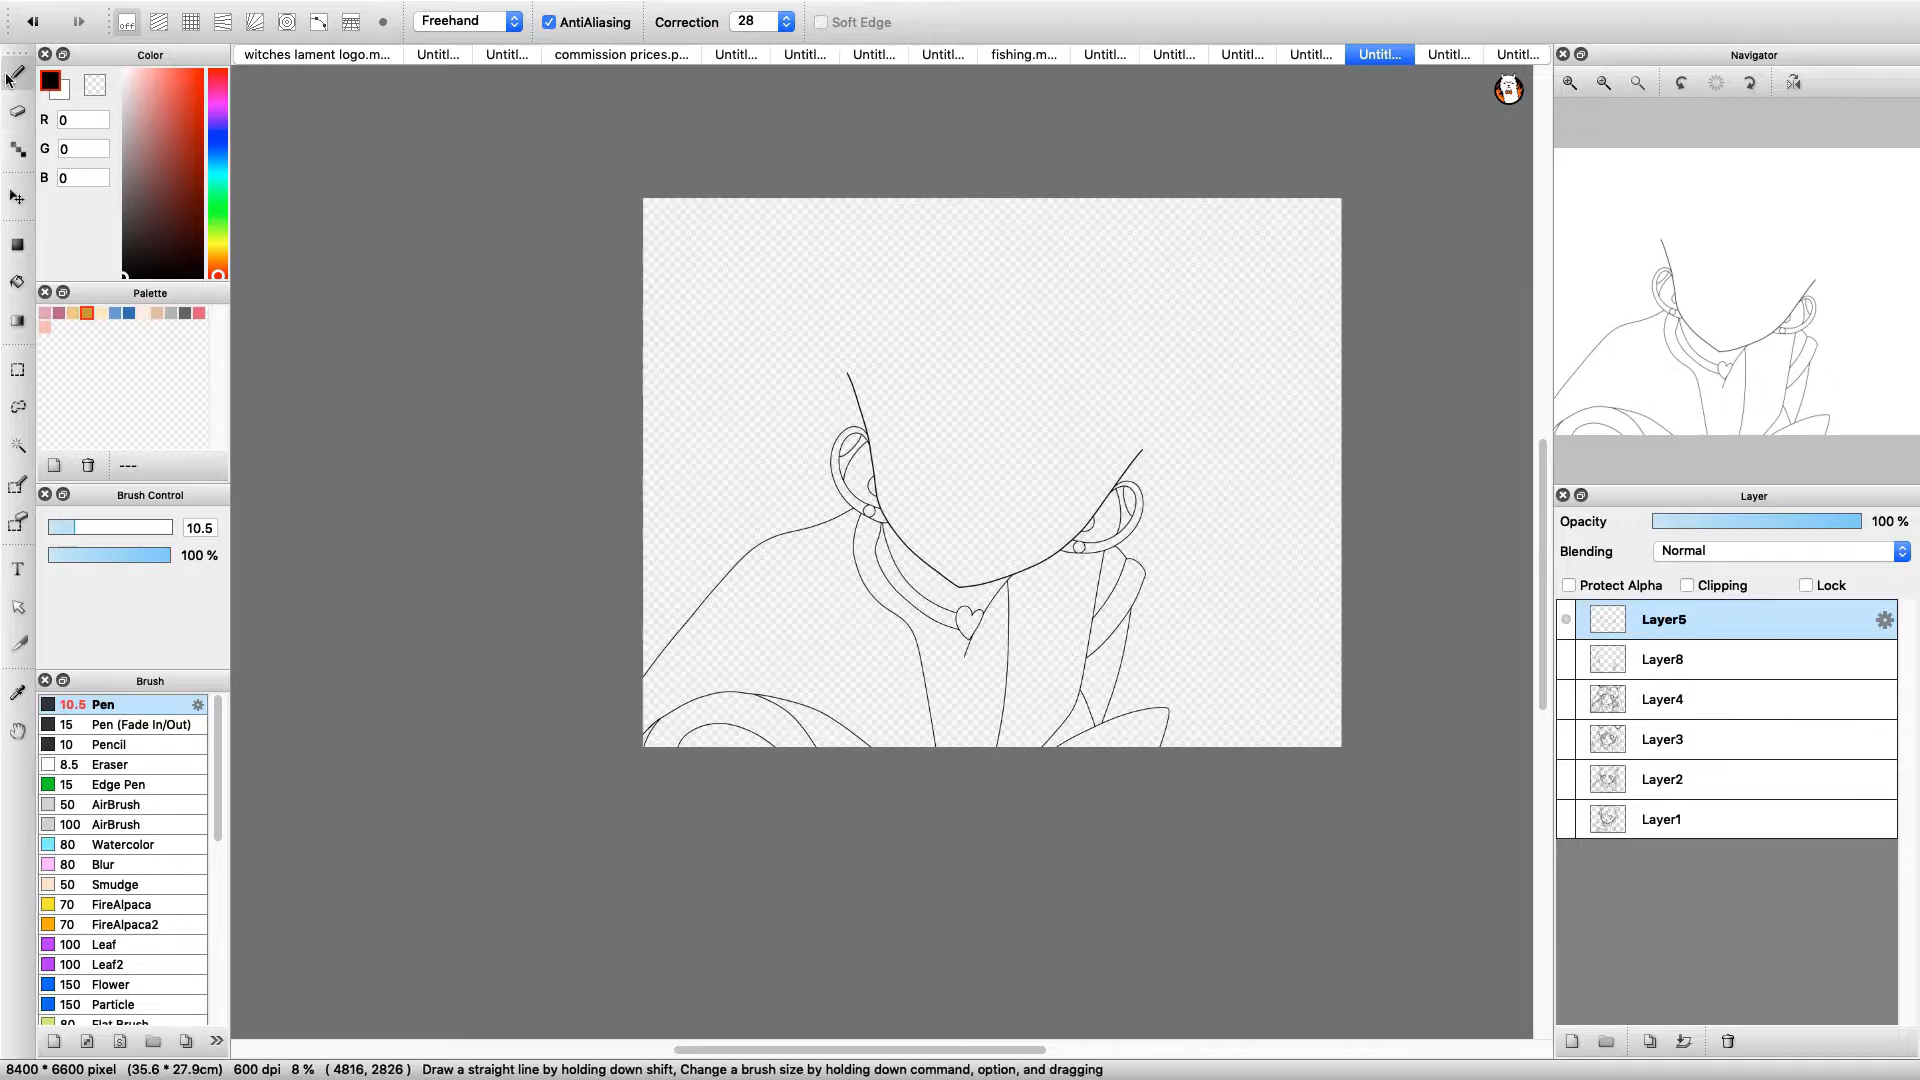 off Freehand AntiAliasing Correction 28 Soft Edge
Color
witches lament logo.m... Untitl... Untitl... commission prices.p... Untitl... Untitl... Untitl... Untitl... fishing.m... Untitl... Untitl... Untitl... Untitl... Untitl... Untitl... Untitl...
Navigator
R 0
G 0
B 0
Palette
---
Brush Control
10.5
100 %
Brush
10.5 Pen
15 Pen (Fade In/Out)
10 Pencil
8.5 Eraser
15 Edge Pen
50 AirBrush
100 AirBrush
80 Watercolor
80 Blur
50 Smudge
70 FireAlpaca
70 FireAlpaca2
100 Leaf
100 Leaf2
150 Flower
150 Particle
80 Flat Brush
Layer
Opacity 100 %
Blending Normal
Protect Alpha Clipping Lock
Layer5
Layer8
Layer4
Layer3
Layer2
Layer1
8400 * 6600 pixel (35.6 * 27.9cm) 600 dpi 8 % ( 4816, 2826 ) Draw a straight line by holding down shift, Change a brush size by holding down command, option, and dragging